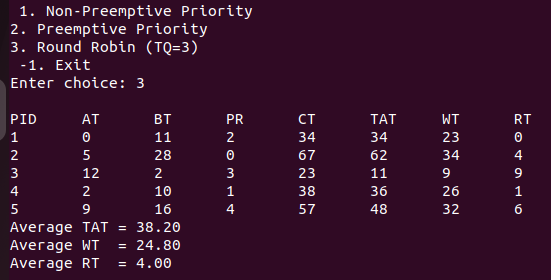 1. Non-Preemptive Priority
2. Preemptive Priority
3. Round Robin (TQ=3)
-1. Exit
Enter choice: 3
PID AT BT PR CT TAT WT RT
1 0 11 2 34 34 23 0
2 5 28 0 67 62 34 4
3 12 2 3 23 11 9 9
4 2 10 1 38 36 26 1
5 9 16 4 57 48 32 6
Average TAT = 38.20
Average WT = 24.80
Average RT = 4.00